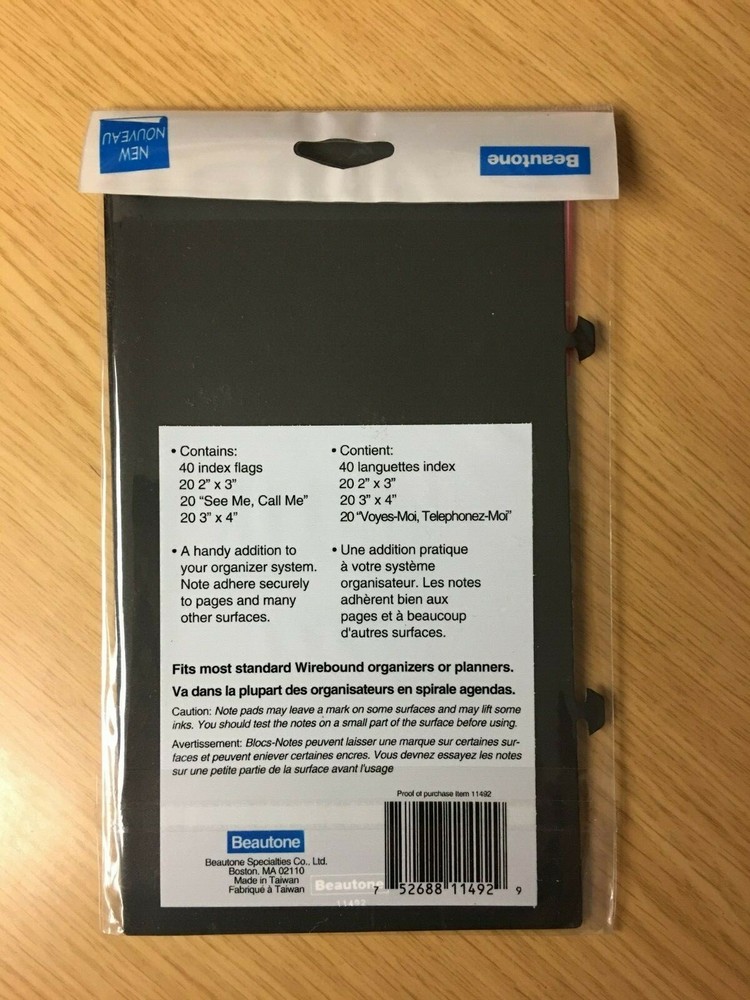 NEW
NOUVEAU
Beautone
• Contains:
40 index flags
20 2” x 3”
20 “See Me, Call Me”
20 3” x 4”
• Contient:
40 languettes index
20 2” x 3”
20 3” x 4”
20 “Voyes-Moi, Telephonez-Moi”
• A handy addition to
your organizer system.
Note adhere securely
to pages and many
other surfaces.
• Une addition pratique
à votre système
organisateur. Les notes
adhèrent bien aux
pages et à beaucoup
d'autres surfaces.
Fits most standard Wirebound organizers or planners.
Va dans la plupart des organisateurs en spirale agendas.
Caution: Note pads may leave a mark on some surfaces and may lift some
inks. You should test the notes on a small part of the surface before using.
Avertissement: Blocs-Notes peuvent laisser une marque sur certaines sur-
faces et peuvent eniever certaines encres. Vous devnez essayez les notes
sur une petite partie de la surface avant l'usage
Proof of purchase item 11492
Beautone
Beautone Specialties Co., Ltd.
Boston. MA 02110
Made in Taiwan
Fabriqué à Taiwan
Beautone
11492
7 52688 11492 9